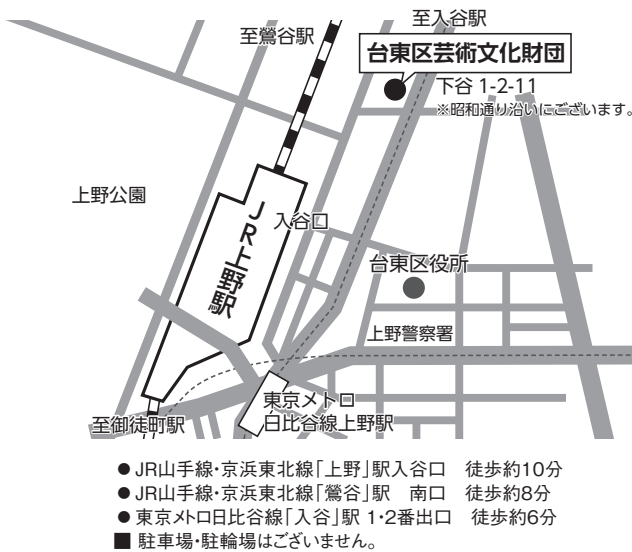 至入谷駅
至鶯谷駅
台東区芸術文化財団
下谷 1-2-11
※昭和通り沿いにございます。
上野公園
入谷口
JR上野駅
台東区役所
上野警察署
東京メトロ
日比谷線上野駅
至御徒町駅
●JR山手線・京浜東北線「上野」駅入谷口　徒歩約10分
●JR山手線・京浜東北線「鶯谷」駅　南口　徒歩約8分
●東京メトロ日比谷線「入谷」駅 1・2番出口　徒歩約6分
■ 駐車場・駐輪場はございません。